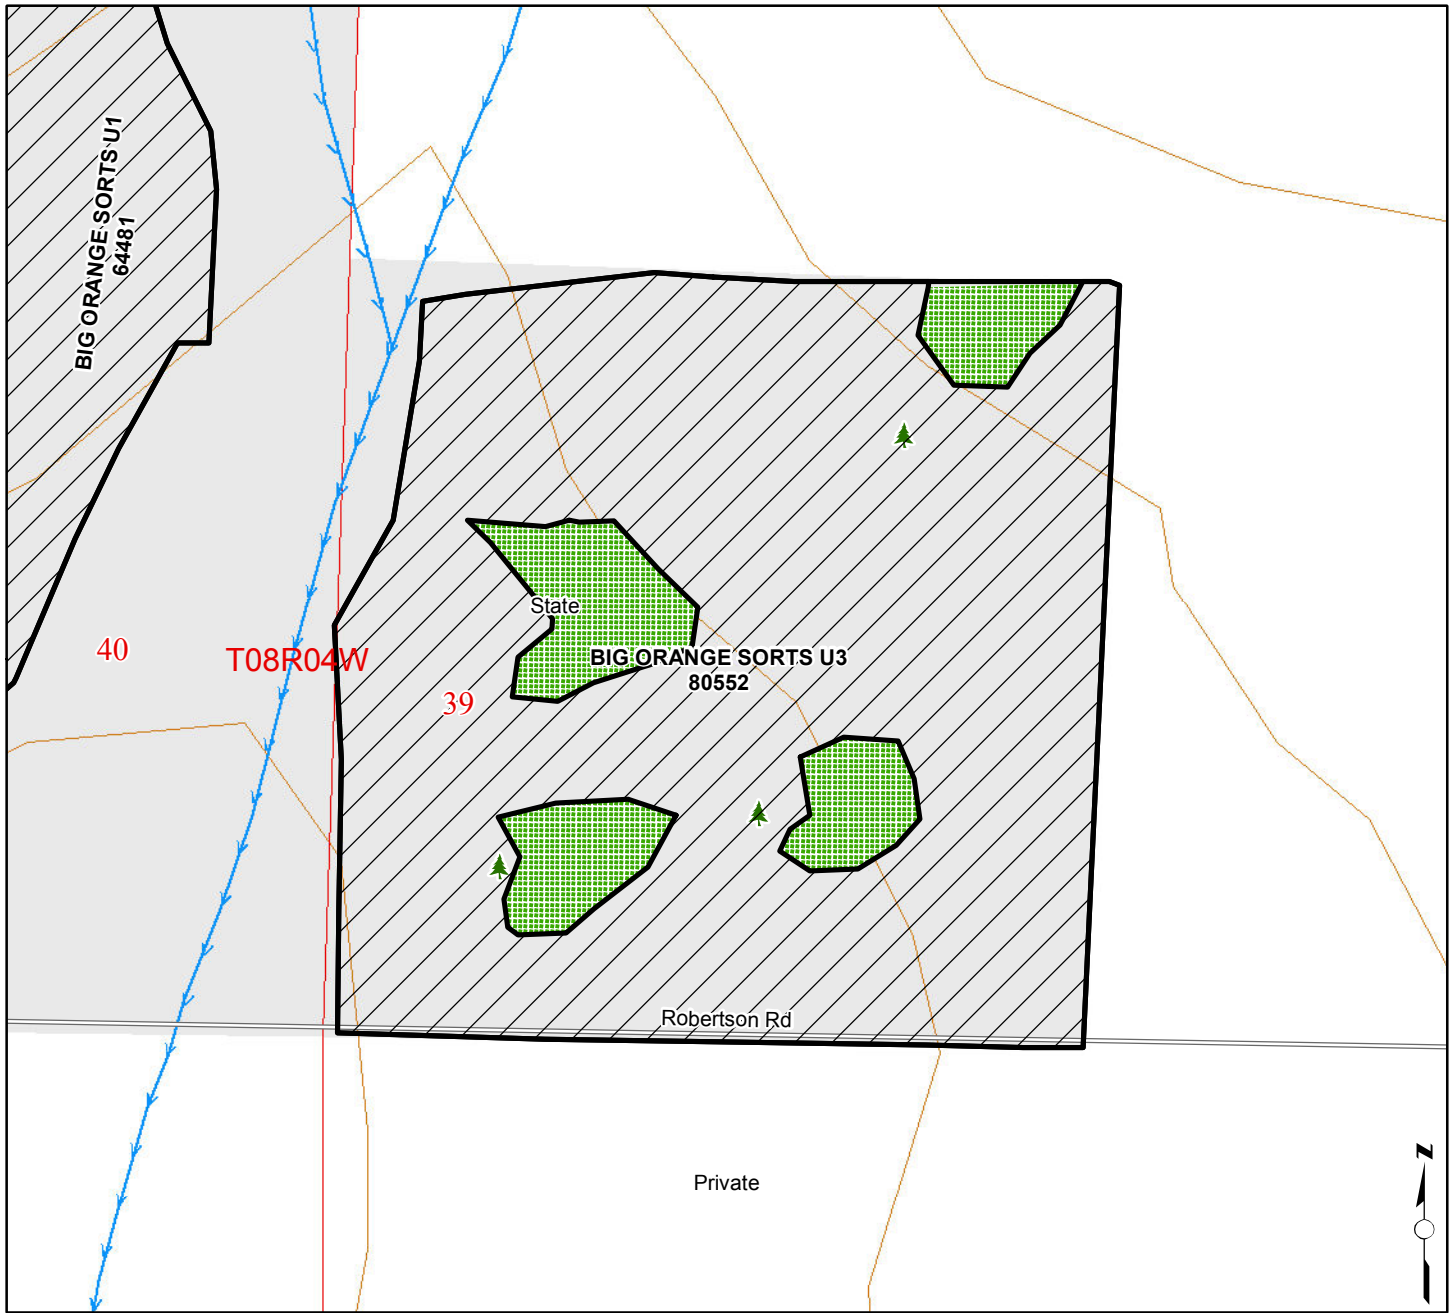 BIG ORANGE SORTS U1
64481
State
BIG ORANGE SORTS U3
80552
40
T08R04W
39
Robertson Rd
Private
N